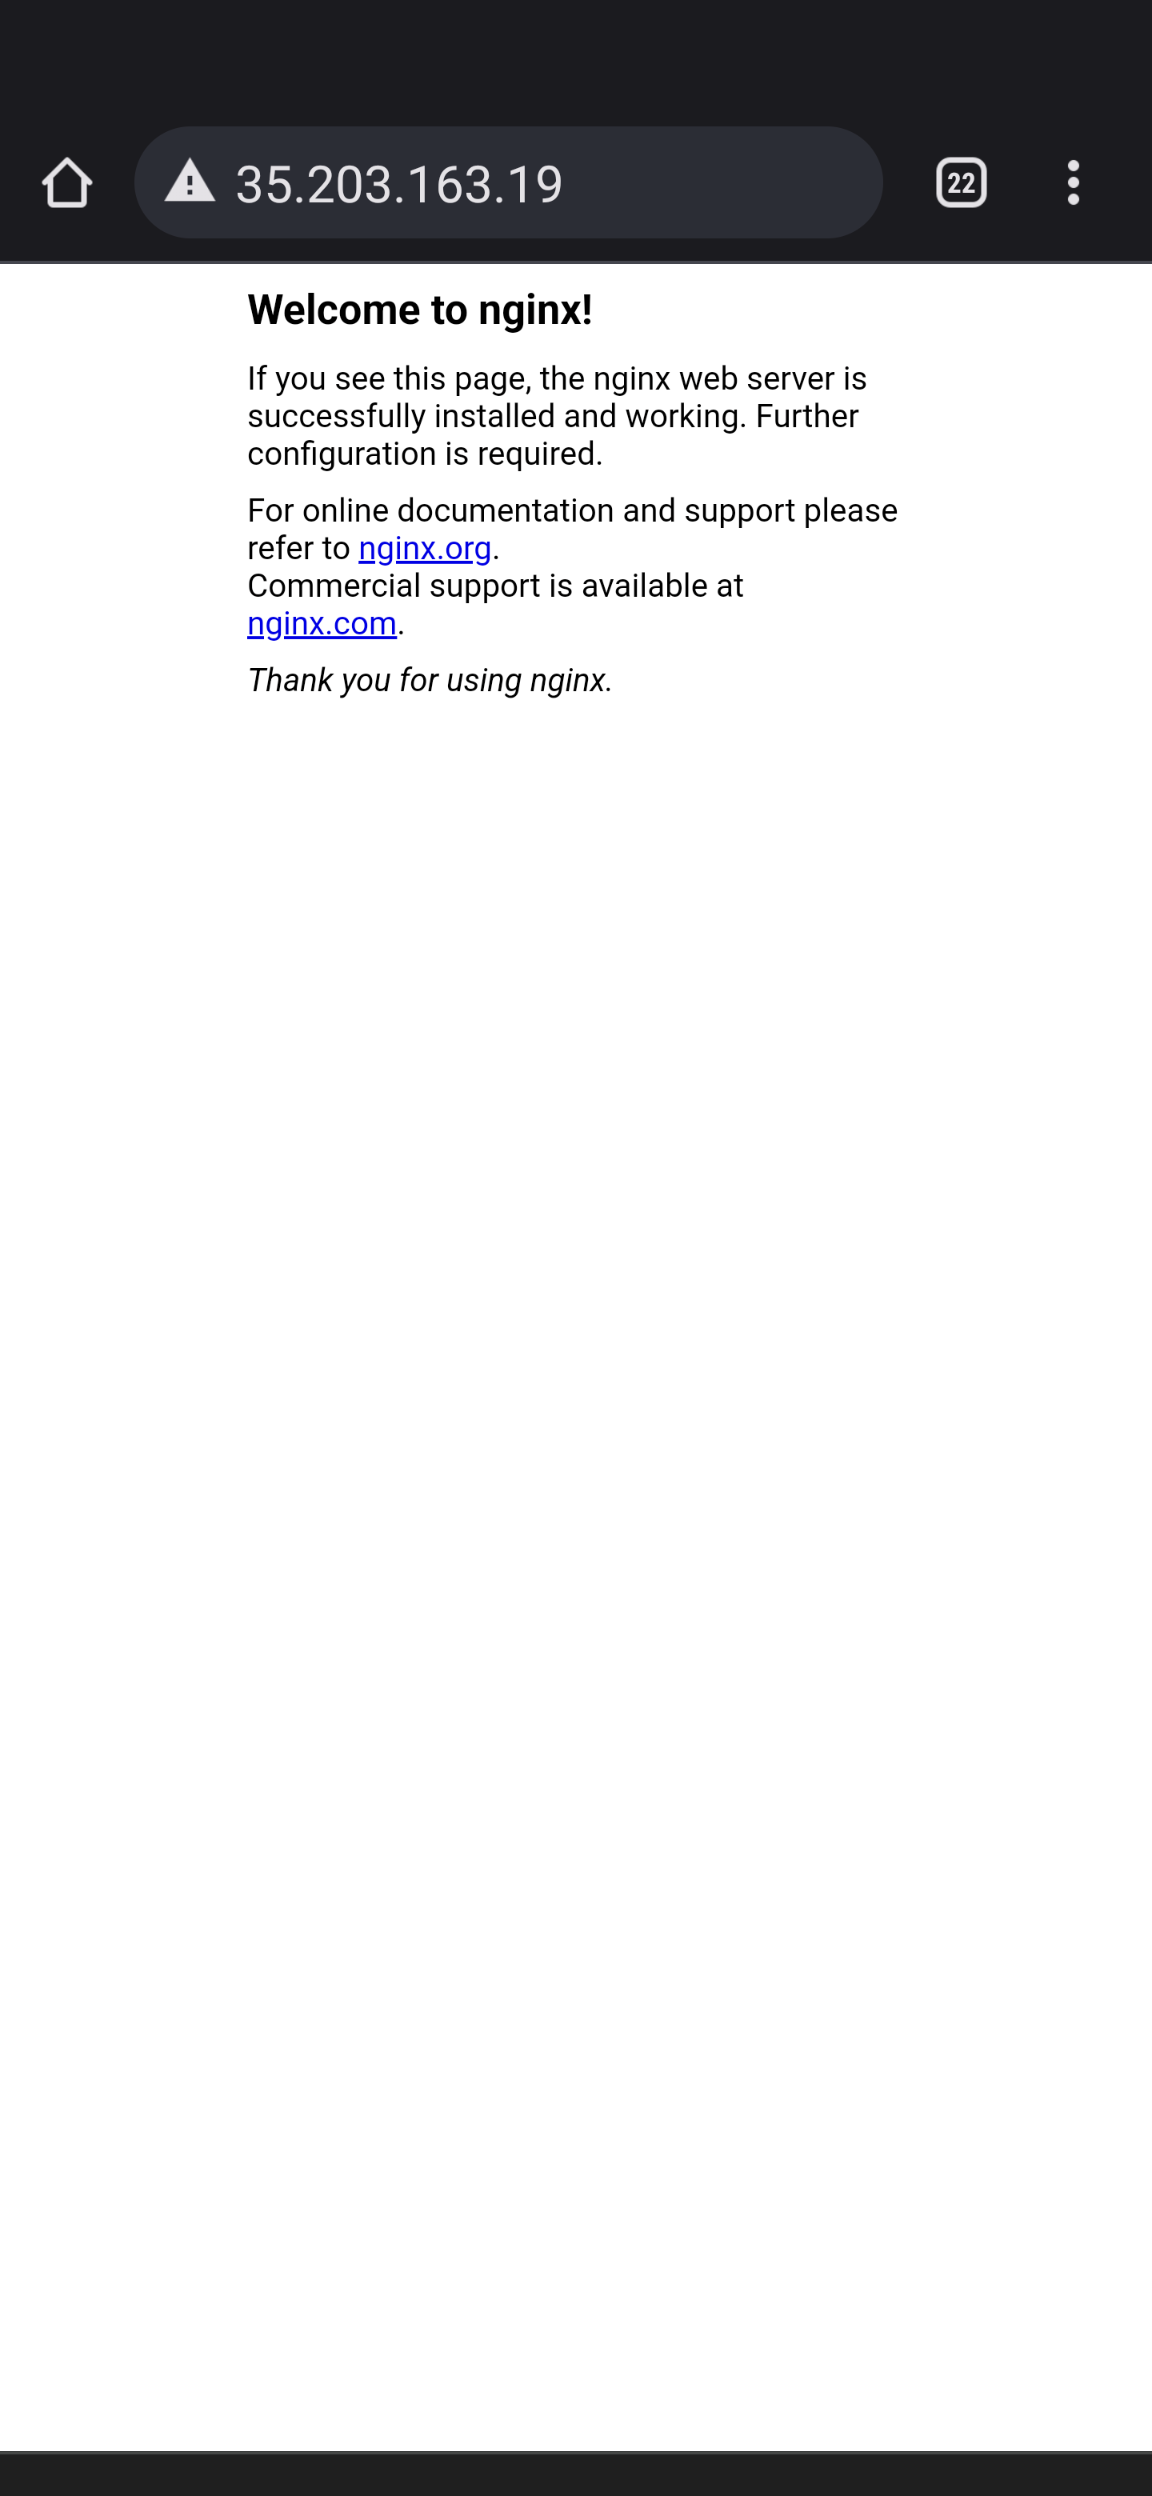 35.203.163.19
22
Welcome to nginx!
If you see this page, the nginx web server is
successfully installed and working. Further
configuration is required.
For online documentation and support please
refer to nginx.org.
Commercial support is available at
nginx.com.
Thank you for using nginx.